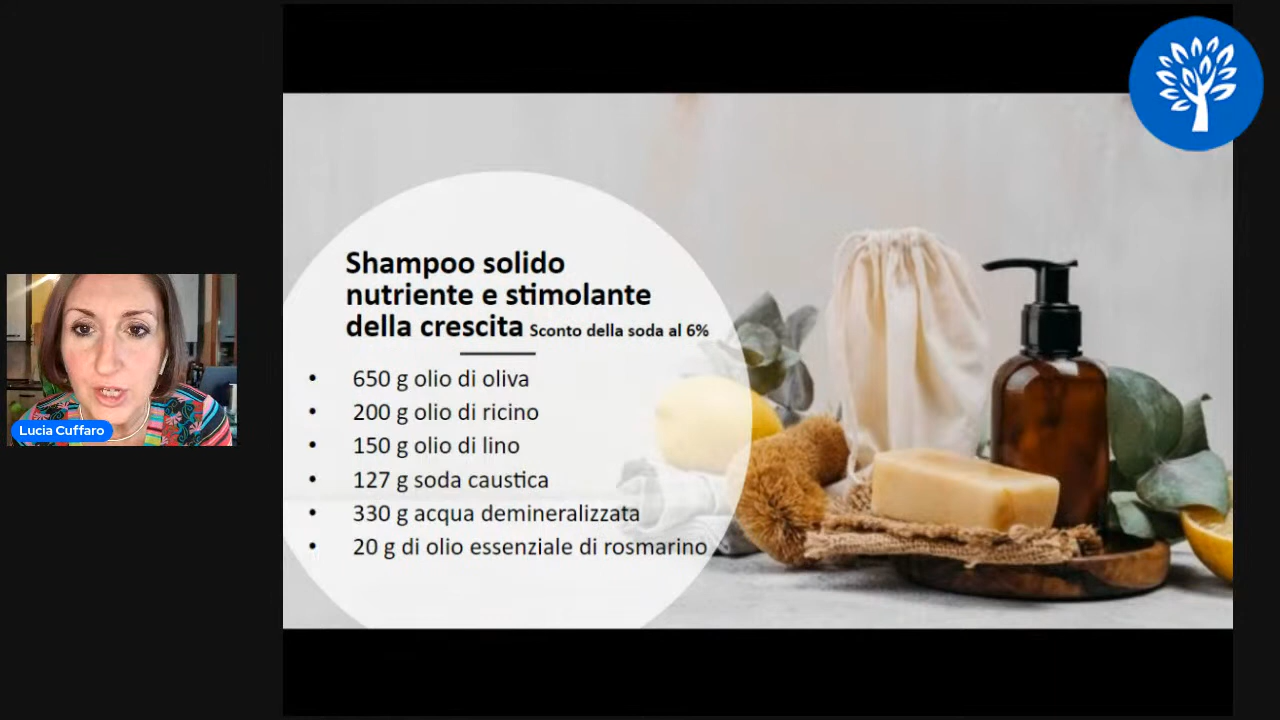 Shampoo solido
nutriente e stimolante
della crescita Sconto della soda al 6%
• 650 g olio di oliva
• 200 g olio di ricino
• 150 g olio di lino
• 127 g soda caustica
• 330 g acqua demineralizzata
• 20 g di olio essenziale di rosmarino
Lucia Cuffaro